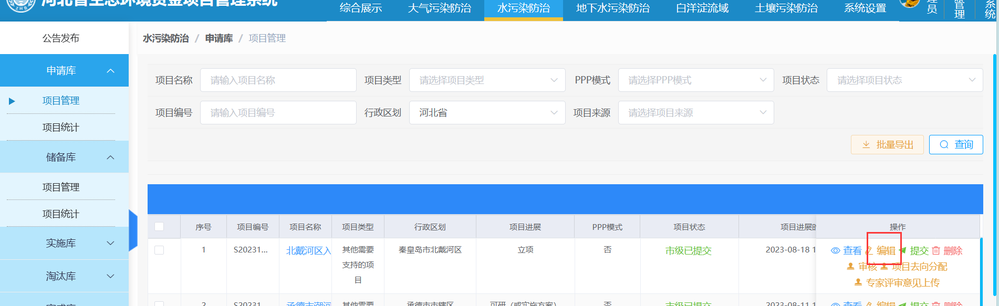 河北省生态环境资金项目管理系统
综合展示 大气污染防治 水污染防治 地下水污染防治 白洋淀流域 土壤污染防治 系统设置 理员 管理 系统
公告发布
申请库
项目管理
项目统计
储备库
项目管理
项目统计
实施库
淘汰库
水污染防治 / 申请库 / 项目管理
项目名称 请输入项目名称 项目类型 请选择项目类型 PPP模式 请选择PPP模式 项目状态 请选择项目状态
项目编号 请输入项目编号 行政区划 河北省 项目来源 请选择项目来源
批量导出 查询
序号 项目编号 项目名称 项目类型 行政区划 项目进展 PPP模式 项目状态 项目进展时 操作
1 S20231... 北戴河区入 其他需要支持的项目 秦皇岛市北戴河区 立项 否 市级已提交 2023-08-18 1 查看 编辑 提交 删除
审核 项目去向分配
专家评审意见上传
2 S20231... 承德市潮河 其他需要 承德市市辖区 可研（或实施方案） 否 市级已提交 2023-08-11 1 查看 编辑 提交 删除